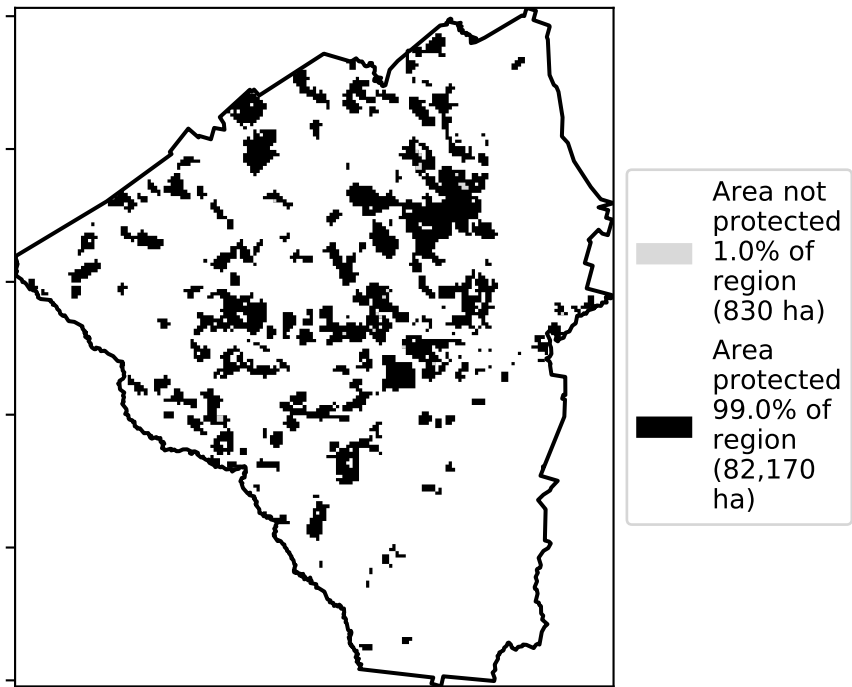 Area not
protected
1.0% of
region
(830 ha)
Area
protected
99.0% of
region
(82,170
ha)